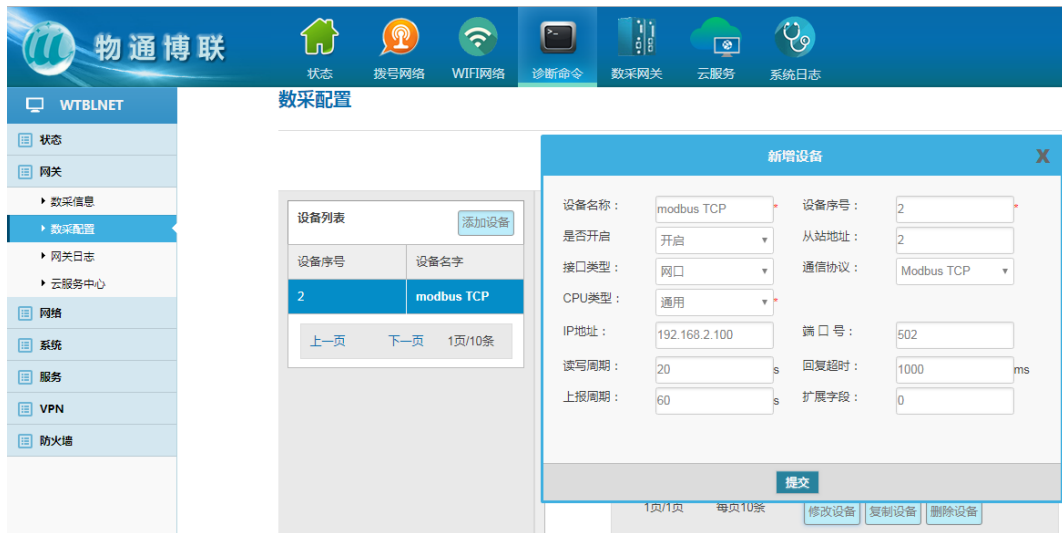 物通博联
状态 拨号网络 WIFI网络 诊断命令 数采网关 云服务 系统日志
WTBLNET
状态
网关
数采信息
数采配置
网关日志
云服务中心
网络
系统
服务
VPN
防火墙
数采配置
设备列表 添加设备
设备序号 设备名字
2 modbus TCP
上一页 下一页 1页/10条
新增设备 X
设备名称: modbus TCP * 设备序号: 2 *
是否开启 开启 从站地址: 2
接口类型: 网口 通信协议: Modbus TCP
CPU类型: 通用 *
IP地址: 192.168.2.100 端 口 号: 502
读写周期: 20 s 回复超时: 1000 ms
上报周期: 60 s 扩展字段: 0
提交
1页/1页 每页10条 修改设备 复制设备 删除设备